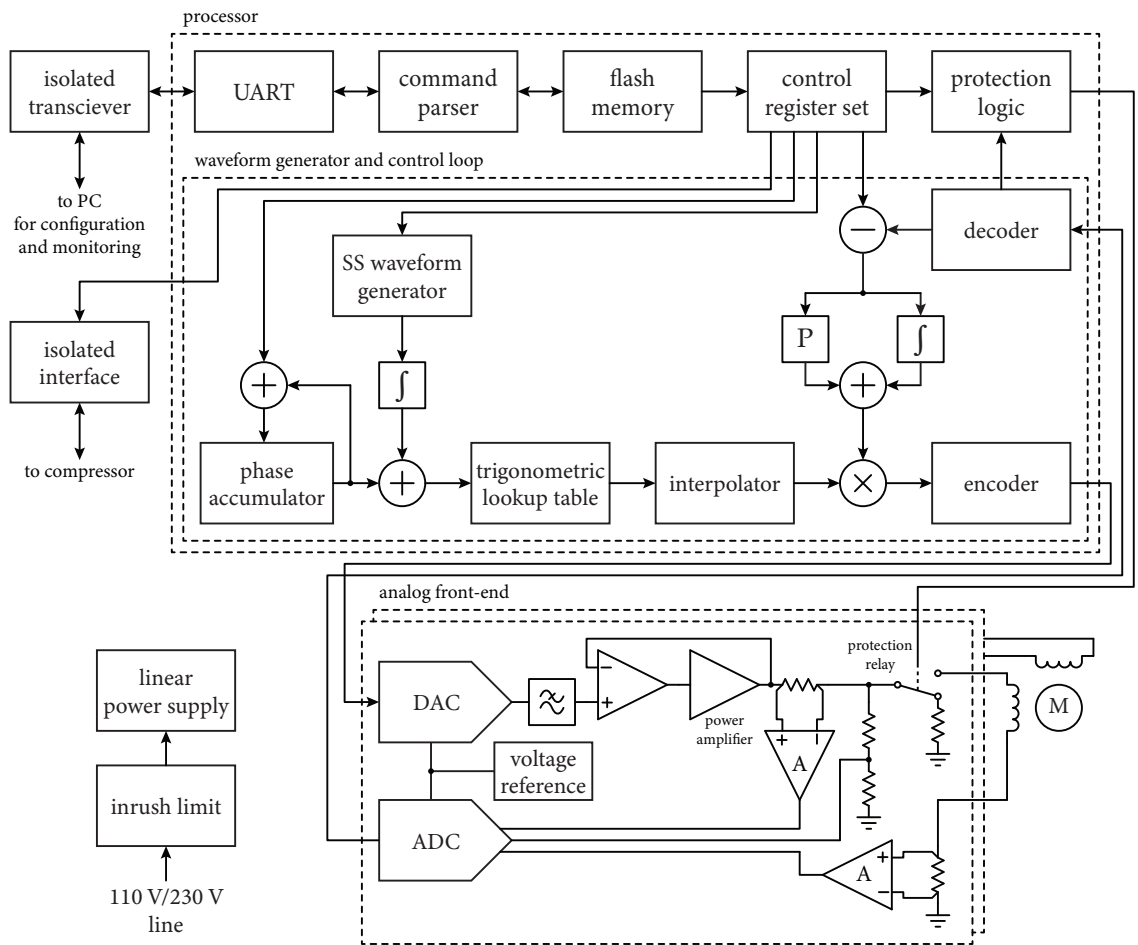 processor
isolated
transciever
UART
command
parser
flash
memory
control
register set
protection
logic
waveform generator and control loop
to PC
for configuration
and monitoring
SS waveform
generator
−
decoder
isolated
interface
P
∫
∫
+
+
to compressor
phase
accumulator
+
trigonometric
lookup table
interpolator
×
encoder
analog front-end
linear
power supply
DAC
−
+
power
amplifier
protection
relay
M
voltage
reference
+
−
A
inrush limit
ADC
A
+
−
110 V/230 V
line